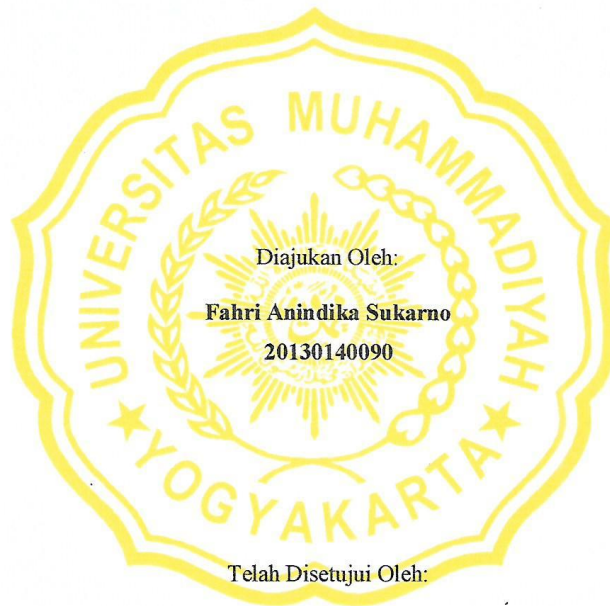 UNIVERSITAS MUHAMMADIYAH
YOGYAKARTA
Diajukan Oleh:
Fahri Anindika Sukarno
20130140090
Telah Disetujui Oleh: